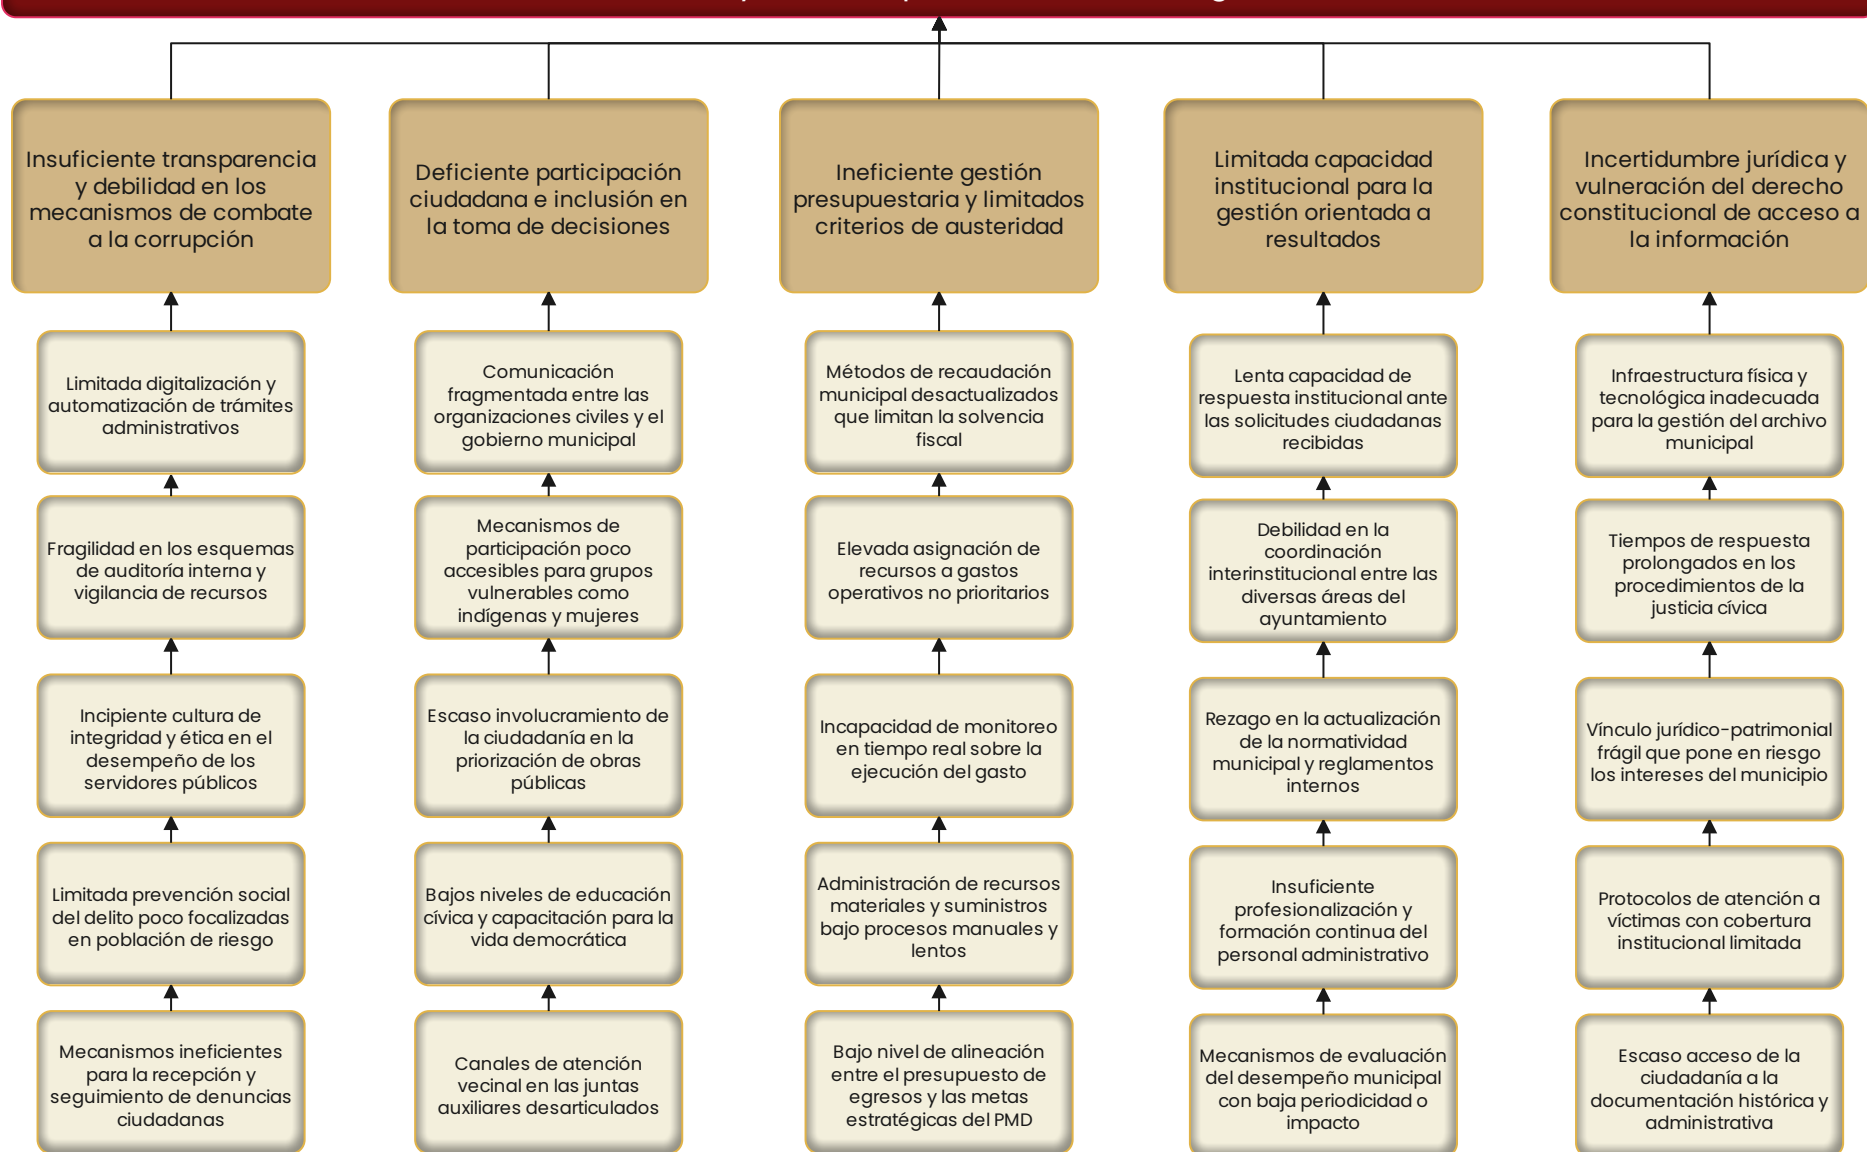 Insuficiente transparencia
y debilidad en los
mecanismos de combate
a la corrupción
Deficiente participación
ciudadana e inclusión en
la toma de decisiones
Ineficiente gestión
presupuestaria y limitados
criterios de austeridad
Limitada capacidad
institucional para la
gestión orientada a
resultados
Incertidumbre jurídica y
vulneración del derecho
constitucional de acceso a
la información
Limitada digitalización y
automatización de trámites
administrativos
Comunicación
fragmentada entre las
organizaciones civiles y el
gobierno municipal
Métodos de recaudación
municipal desactualizados
que limitan la solvencia
fiscal
Lenta capacidad de
respuesta institucional ante
las solicitudes ciudadanas
recibidas
Infraestructura física y
tecnológica inadecuada
para la gestión del archivo
municipal
Fragilidad en los esquemas
de auditoría interna y
vigilancia de recursos
Mecanismos de
participación poco
accesibles para grupos
vulnerables como
indígenas y mujeres
Elevada asignación de
recursos a gastos
operativos no prioritarios
Debilidad en la
coordinación
interinstitucional entre las
diversas áreas del
ayuntamiento
Tiempos de respuesta
prolongados en los
procedimientos de la
justicia cívica
Incipiente cultura de
integridad y ética en el
desempeño de los
servidores públicos
Escaso involucramiento de
la ciudadanía en la
priorización de obras
públicas
Incapacidad de monitoreo
en tiempo real sobre la
ejecución del gasto
Rezago en la actualización
de la normatividad
municipal y reglamentos
internos
Vínculo jurídico-patrimonial
frágil que pone en riesgo
los intereses del municipio
Limitada prevención social
del delito poco focalizadas
en población de riesgo
Bajos niveles de educación
cívica y capacitación para la
vida democrática
Administración de recursos
materiales y suministros
bajo procesos manuales y
lentos
Insuficiente
profesionalización y
formación continua del
personal administrativo
Protocolos de atención a
víctimas con cobertura
institucional limitada
Mecanismos ineficientes
para la recepción y
seguimiento de denuncias
ciudadanas
Canales de atención
vecinal en las juntas
auxiliares desarticulados
Bajo nivel de alineación
entre el presupuesto de
egresos y las metas
estratégicas del PMD
Mecanismos de evaluación
del desempeño municipal
con baja periodicidad o
impacto
Escaso acceso de la
ciudadanía a la
documentación histórica y
administrativa